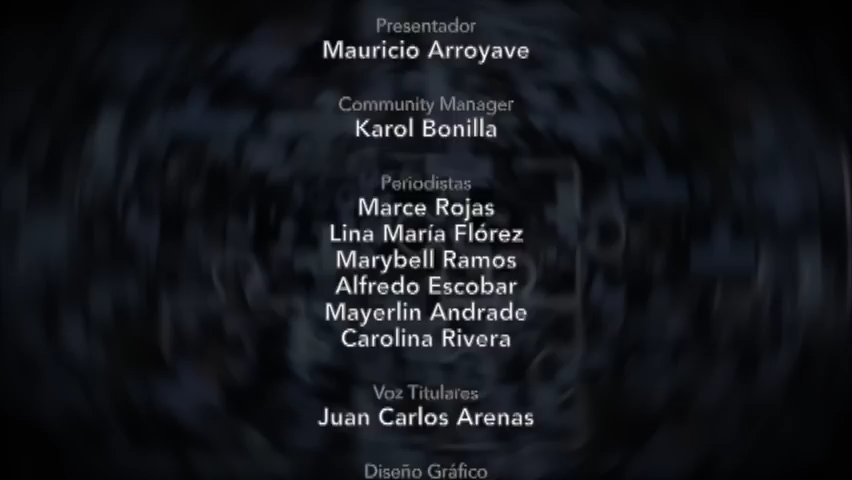 Presentador
Mauricio Arroyave
Community Manager
Karol Bonilla
Periodistas
Marce Rojas
Lina María Flórez
Marybell Ramos
Alfredo Escobar
Mayerlin Andrade
Carolina Rivera
Voz Titulares
Juan Carlos Arenas
Diseño Gráfico